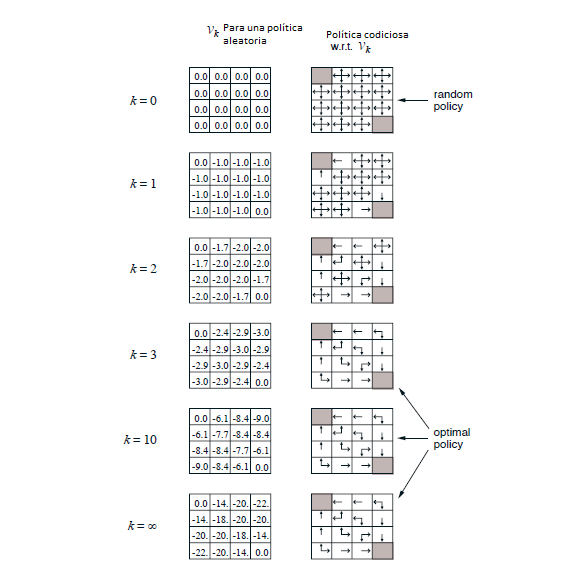 𝒱k Para una política
aleatoria
Política codiciosa
w.r.t. 𝒱k
k = 0
0.0 0.0 0.0 0.0
0.0 0.0 0.0 0.0
0.0 0.0 0.0 0.0
0.0 0.0 0.0 0.0
random
policy
k = 1
0.0 -1.0 -1.0 -1.0
-1.0 -1.0 -1.0 -1.0
-1.0 -1.0 -1.0 -1.0
-1.0 -1.0 -1.0 0.0
k = 2
0.0 -1.7 -2.0 -2.0
-1.7 -2.0 -2.0 -2.0
-2.0 -2.0 -2.0 -1.7
-2.0 -2.0 -1.7 0.0
k = 3
0.0 -2.4 -2.9 -3.0
-2.4 -2.9 -3.0 -2.9
-2.9 -3.0 -2.9 -2.4
-3.0 -2.9 -2.4 0.0
k = 10
0.0 -6.1 -8.4 -9.0
-6.1 -7.7 -8.4 -8.4
-8.4 -8.4 -7.7 -6.1
-9.0 -8.4 -6.1 0.0
optimal
policy
k = ∞
0.0 -14. -20. -22.
-14. -18. -20. -20.
-20. -20. -18. -14.
-22. -20. -14. 0.0